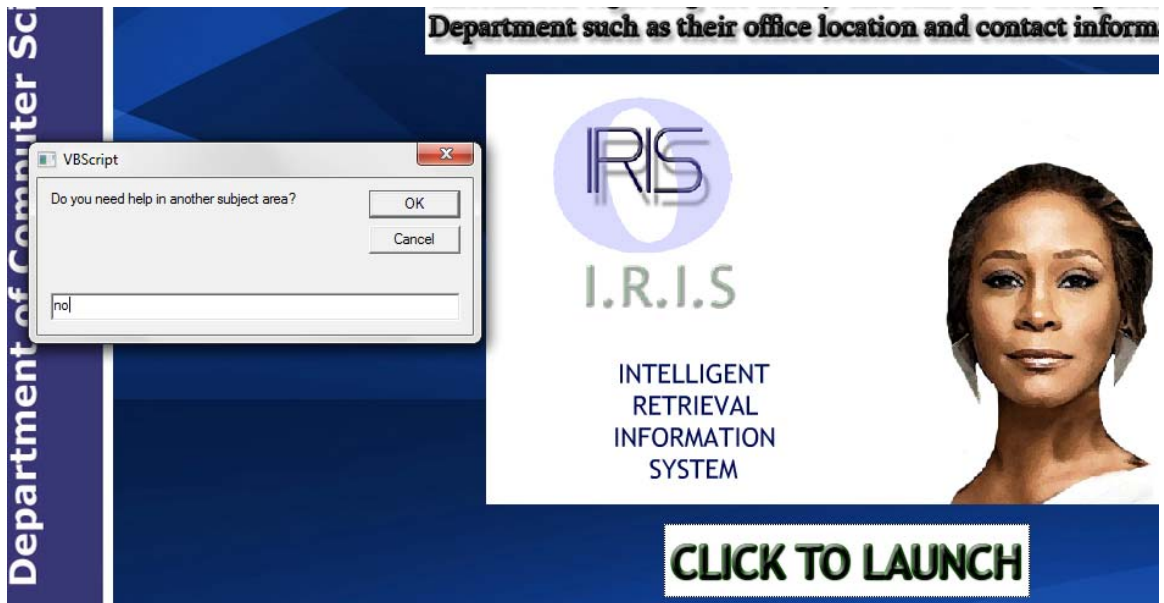 Department of Computer Sci
Department such as their office location and contact inform
VBScript
Do you need help in another subject area?
OK
Cancel
no
IRIS
I.R.I.S
INTELLIGENT
RETRIEVAL
INFORMATION
SYSTEM
CLICK TO LAUNCH